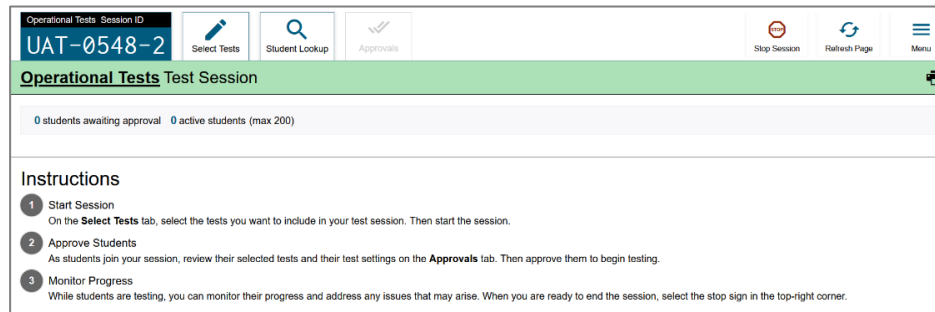 Operational Tests Session ID
UAT-0548-2
Select Tests
Student Lookup
Approvals
STOP
Stop Session
Refresh Page
Menu
Operational Tests Test Session
0 students awaiting approval 0 active students (max 200)
Instructions
1 Start Session
On the Select Tests tab, select the tests you want to include in your test session. Then start the session.
2 Approve Students
As students join your session, review their selected tests and their test settings on the Approvals tab. Then approve them to begin testing.
3 Monitor Progress
While students are testing, you can monitor their progress and address any issues that may arise. When you are ready to end the session, select the stop sign in the top-right corner.